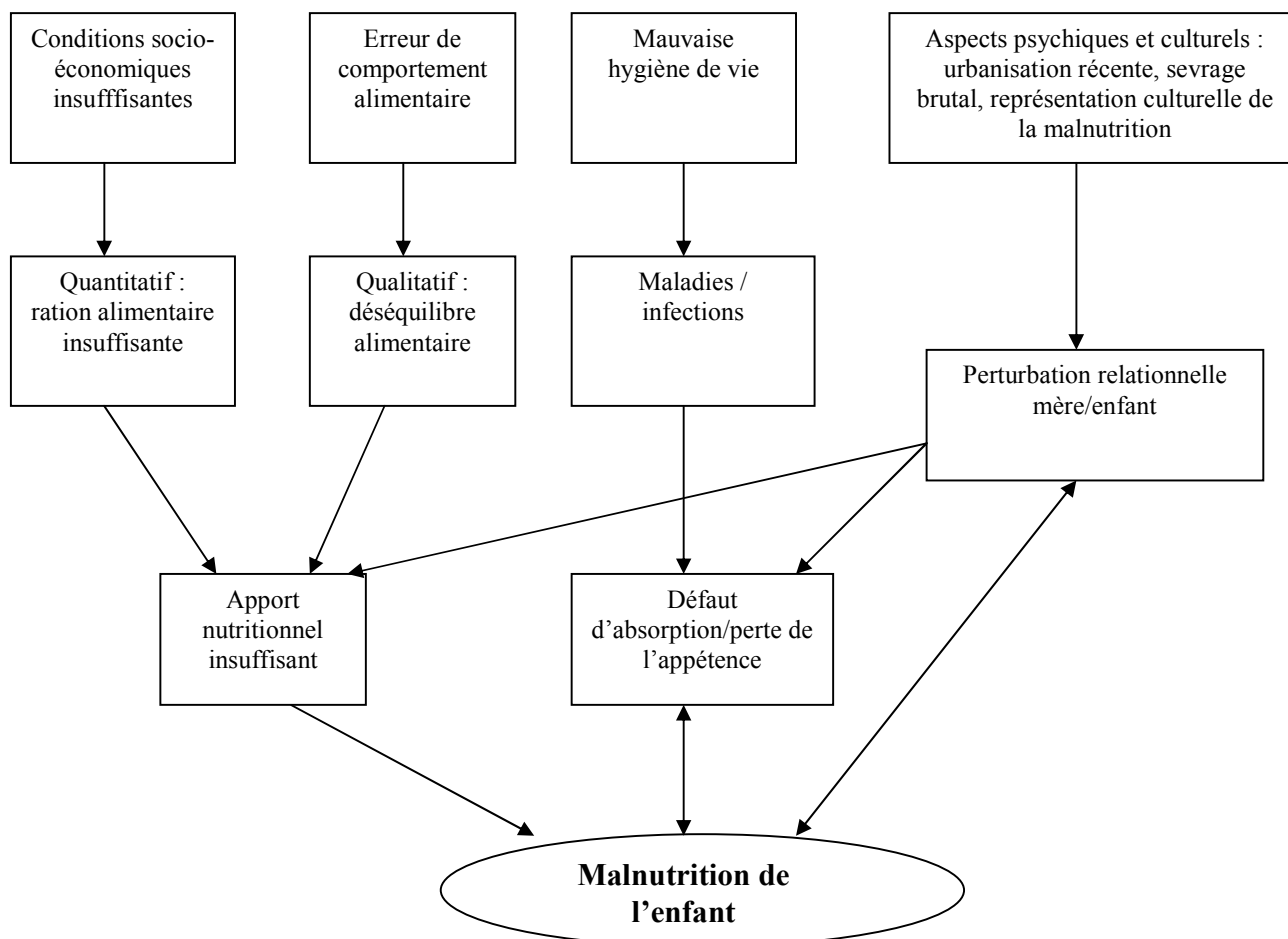 Conditions socio-
économiques
insufffisantes
Erreur de
comportement
alimentaire
Mauvaise
hygiène de vie
Aspects psychiques et culturels :
urbanisation récente, sevrage
brutal, représentation culturelle de
la malnutrition
Quantitatif :
ration alimentaire
insuffisante
Qualitatif :
déséquilibre
alimentaire
Maladies /
infections
Perturbation relationnelle
mère/enfant
Apport
nutritionnel
insuffisant
Défaut
d’absorption/perte de
l’appétence
Malnutrition de
l’enfant